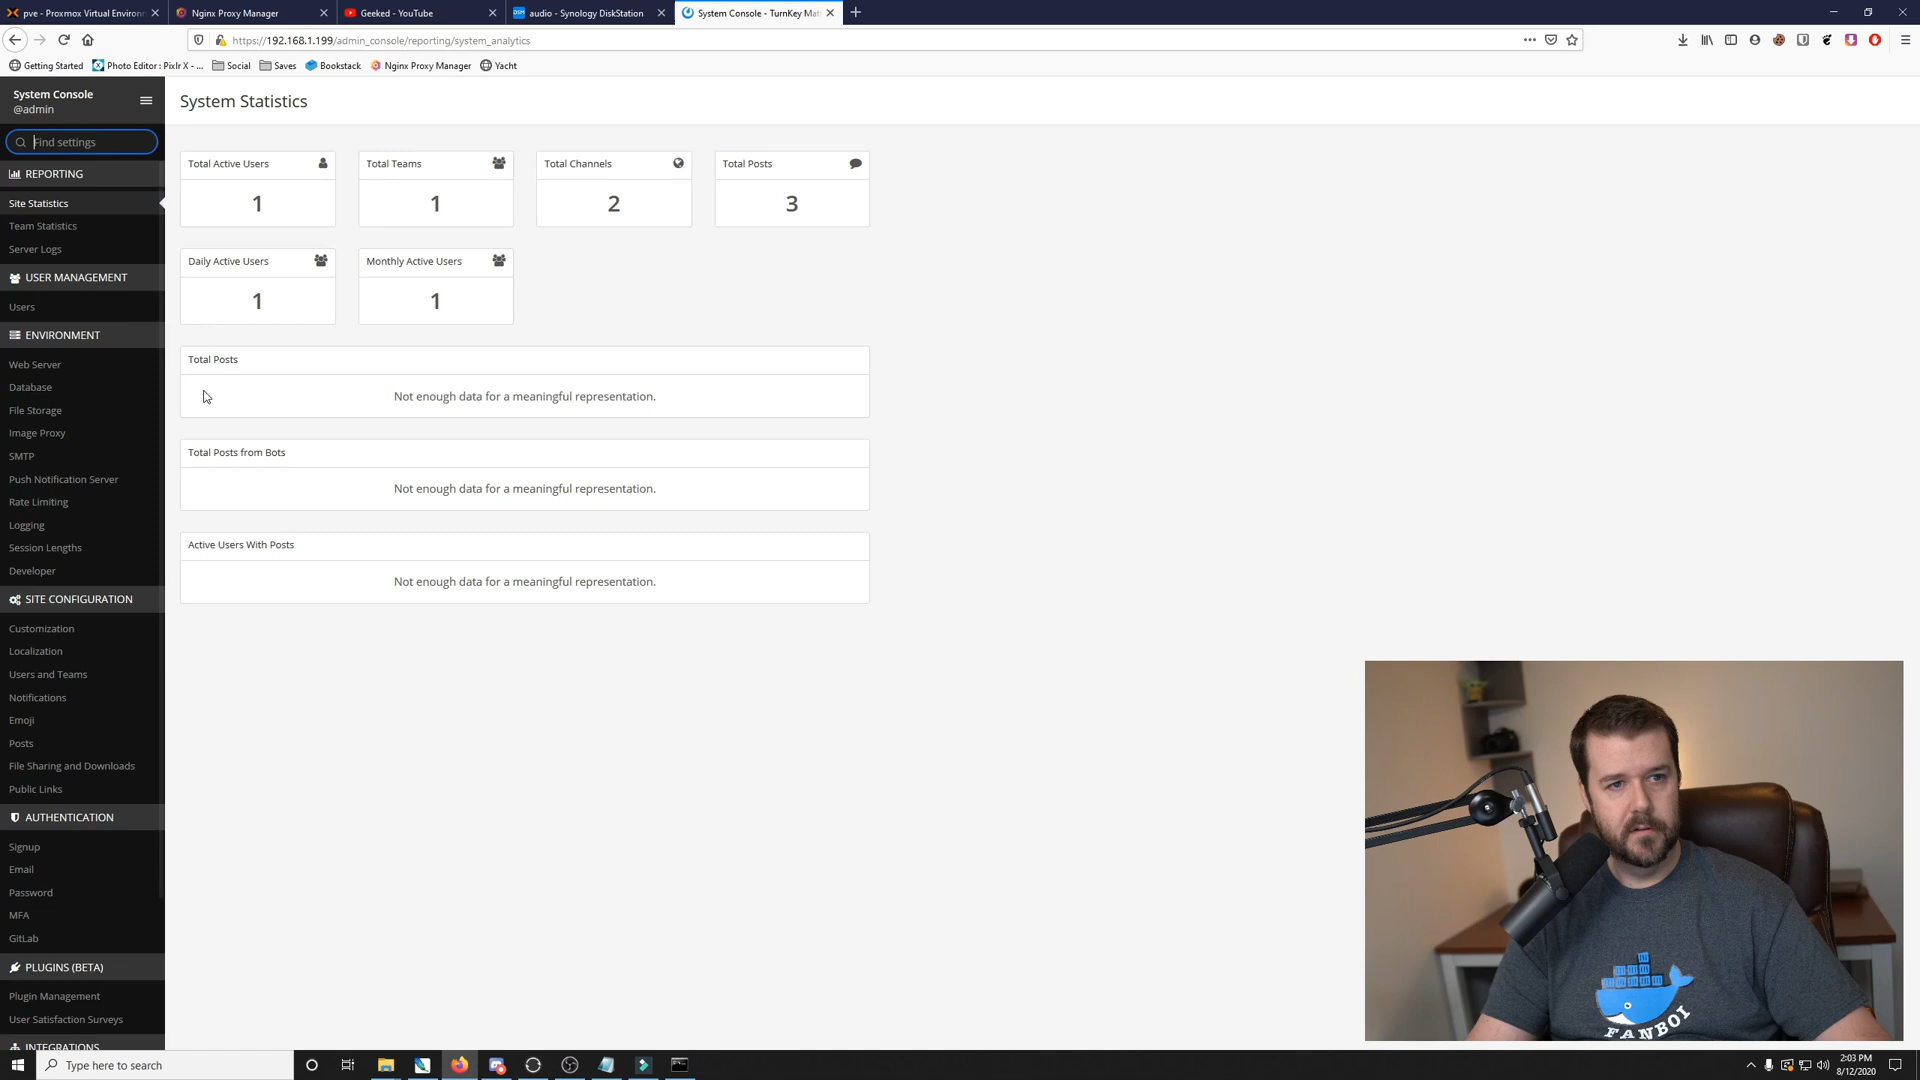 pve - Proxmox Virtual Environ
Nginx Proxy Manager
Geeked - YouTube
DSM audio - Synology DiskStation
System Console - TurnKey Mat
https://192.168.1.199/admin_console/reporting/system_analytics
Getting Started
Photo Editor : Pixlr X - ...
Social
Saves
Bookstack
Nginx Proxy Manager
Yacht
System Console
@admin
Find settings
REPORTING
Site Statistics
Team Statistics
Server Logs
USER MANAGEMENT
Users
ENVIRONMENT
Web Server
Database
File Storage
Image Proxy
SMTP
Push Notification Server
Rate Limiting
Logging
Session Lengths
Developer
SITE CONFIGURATION
Customization
Localization
Users and Teams
Notifications
Emoji
Posts
File Sharing and Downloads
Public Links
AUTHENTICATION
Signup
Email
Password
MFA
GitLab
PLUGINS (BETA)
Plugin Management
User Satisfaction Surveys
INTEGRATIONS
System Statistics
Total Active Users
1
Total Teams
1
Total Channels
2
Total Posts
3
Daily Active Users
1
Monthly Active Users
1
Total Posts
Not enough data for a meaningful representation.
Total Posts from Bots
Not enough data for a meaningful representation.
Active Users With Posts
Not enough data for a meaningful representation.
FANBOI
Type here to search
2:03 PM
8/12/2020